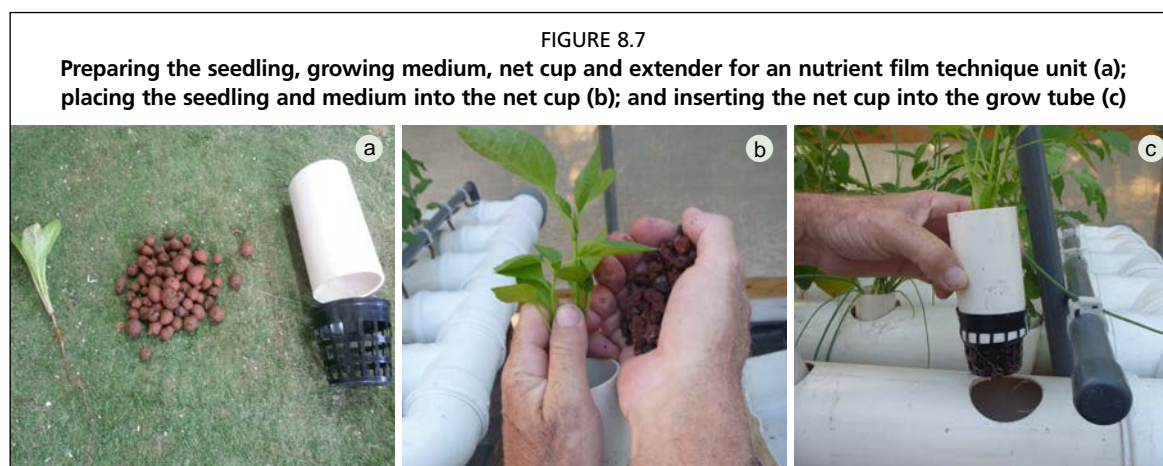 FIGURE 8.7
Preparing the seedling, growing medium, net cup and extender for an nutrient film technique unit (a);
placing the seedling and medium into the net cup (b); and inserting the net cup into the grow tube (c)
a
b
c